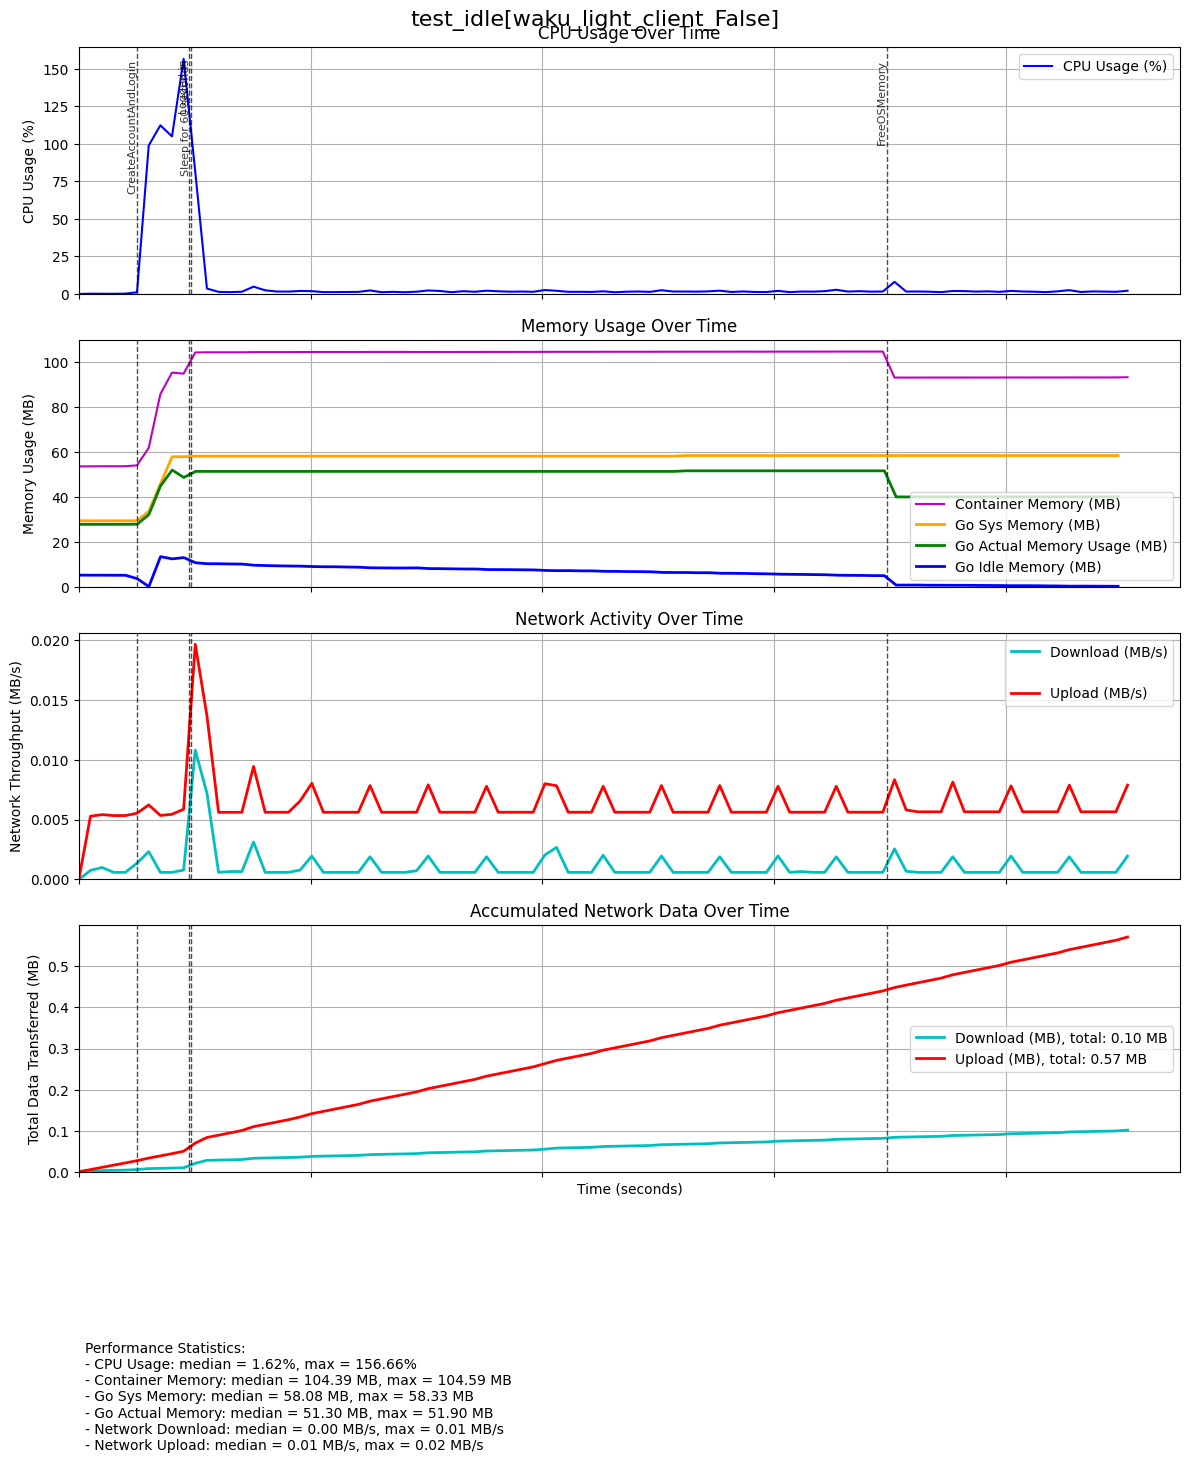 test_idle[waku_light_client_False]
CPU Usage Over Time
150
125
100
75
50
25
0
CPU Usage (%)
CreateAccountAndLogin
Sleep for 60
FreeOSMemory
CPU Usage (%)
Memory Usage Over Time
100
80
60
40
20
0
Memory Usage (MB)
Container Memory (MB)
Go Sys Memory (MB)
Go Actual Memory Usage (MB)
Go Idle Memory (MB)
Network Activity Over Time
0.020
0.015
0.010
0.005
0.000
Network Throughput (MB/s)
Download (MB/s)
Upload (MB/s)
Accumulated Network Data Over Time
0.5
0.4
0.3
0.2
0.1
0.0
Total Data Transferred (MB)
Download (MB), total: 0.10 MB
Upload (MB), total: 0.57 MB
Time (seconds)
Performance Statistics:
- CPU Usage: median = 1.62%, max = 156.66%
- Container Memory: median = 104.39 MB, max = 104.59 MB
- Go Sys Memory: median = 58.08 MB, max = 58.33 MB
- Go Actual Memory: median = 51.30 MB, max = 51.90 MB
- Network Download: median = 0.00 MB/s, max = 0.01 MB/s
- Network Upload: median = 0.01 MB/s, max = 0.02 MB/s